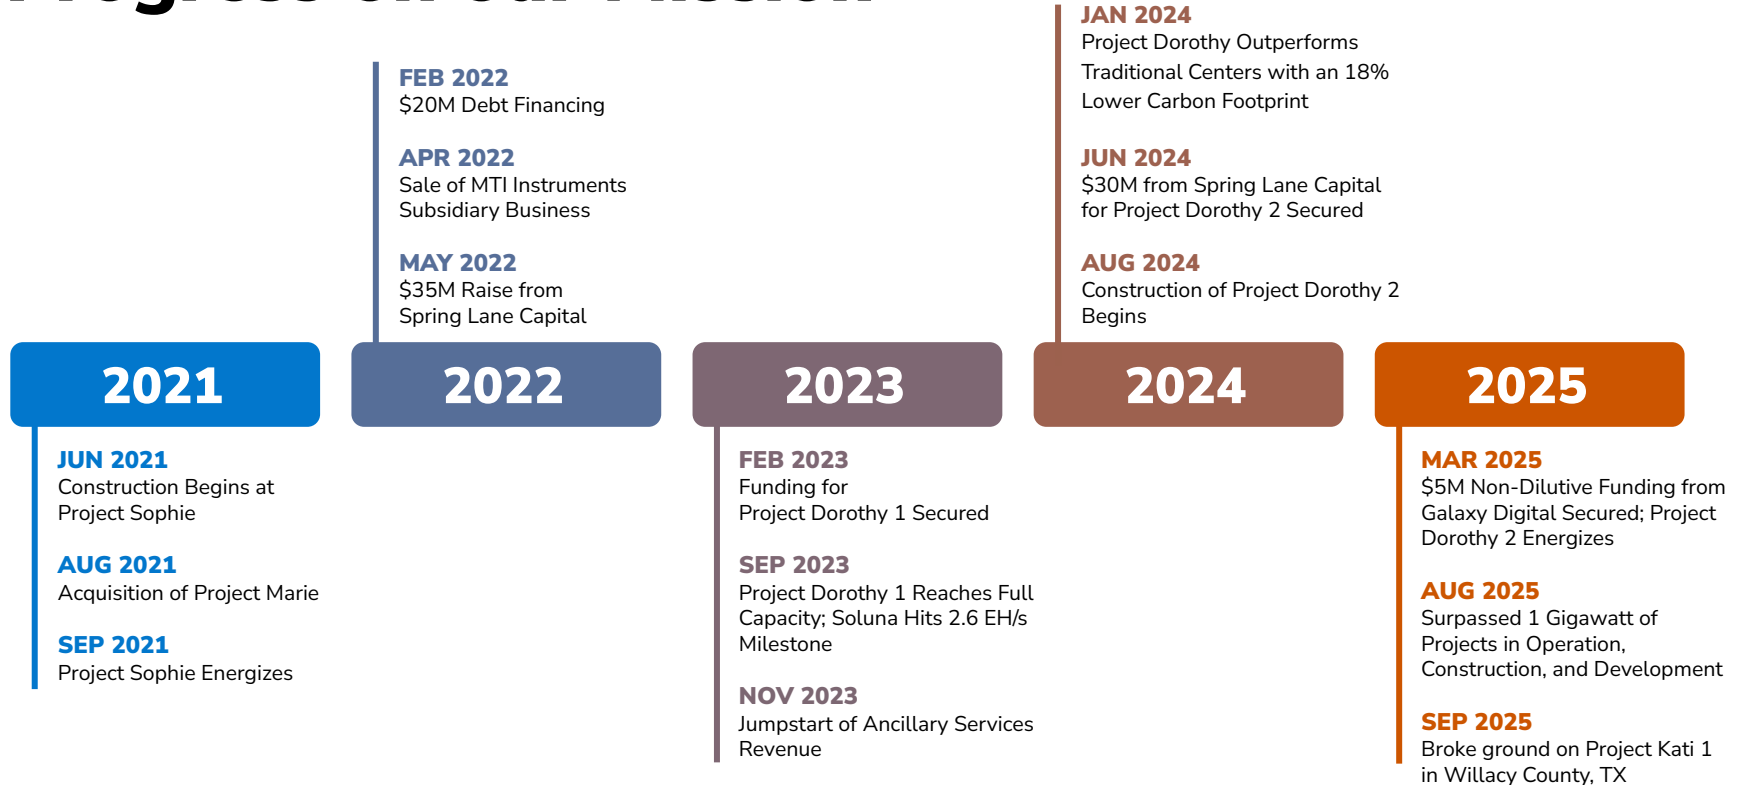 Progress on our Mission
FEB 2022
$20M Debt Financing
APR 2022
Sale of MTI Instruments
Subsidiary Business
MAY 2022
$35M Raise from
Spring Lane Capital
JAN 2024
Project Dorothy Outperforms
Traditional Centers with an 18%
Lower Carbon Footprint
JUN 2024
$30M from Spring Lane Capital
for Project Dorothy 2 Secured
AUG 2024
Construction of Project Dorothy 2
Begins
2021
2022
2023
2024
2025
JUN 2021
Construction Begins at
Project Sophie
AUG 2021
Acquisition of Project Marie
SEP 2021
Project Sophie Energizes
FEB 2023
Funding for
Project Dorothy 1 Secured
SEP 2023
Project Dorothy 1 Reaches Full
Capacity; Soluna Hits 2.6 EH/s
Milestone
NOV 2023
Jumpstart of Ancillary Services
Revenue
MAR 2025
$5M Non-Dilutive Funding from
Galaxy Digital Secured; Project
Dorothy 2 Energizes
AUG 2025
Surpassed 1 Gigawatt of
Projects in Operation,
Construction, and Development
SEP 2025
Broke ground on Project Kati 1
in Willacy County, TX